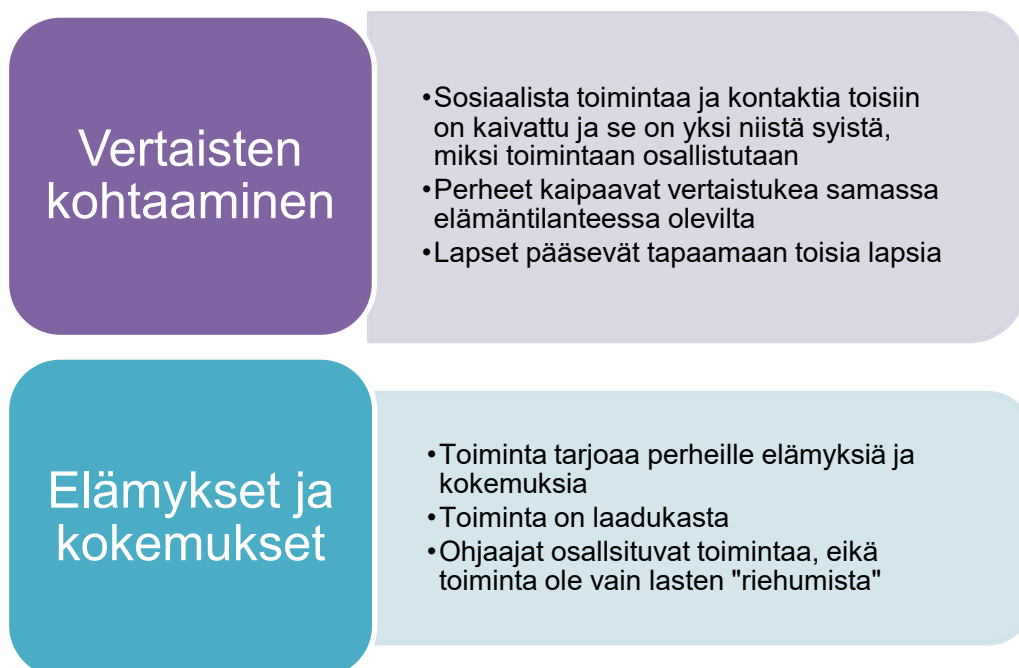 Vertaisten
kohtaaminen
•Sosiaalista toimintaa ja kontaktia toisiin
on kaivattu ja se on yksi niistä syistä,
miksi toimintaan osallistutaan
•Perheet kaipaavat vertaistukea samassa
elämäntilanteessa olevilta
•Lapset pääsevät tapaamaan toisia lapsia
Elämykset ja
kokemukset
•Toiminta tarjoaa perheille elämyksiä ja
kokemuksia
•Toiminta on laadukasta
•Ohjaajat osallsituvat toimintaa, eikä
toiminta ole vain lasten "riehumista"